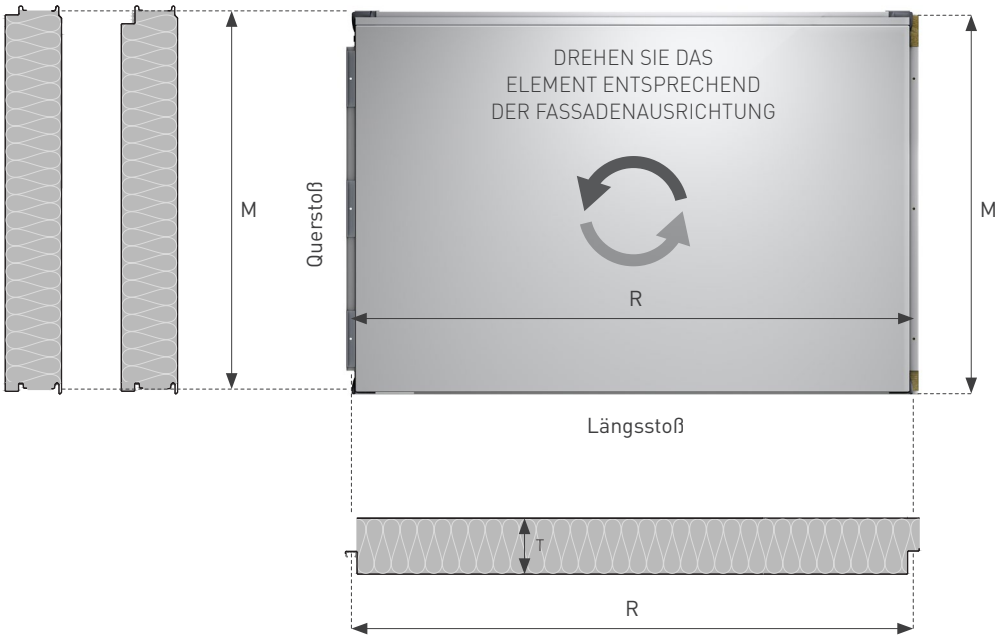 DREHEN SIE DAS
ELEMENT ENTSPRECHEND
DER FASSADENAUSRICHTUNG
M
Querstoß
M
R
Längsstoß
T
R